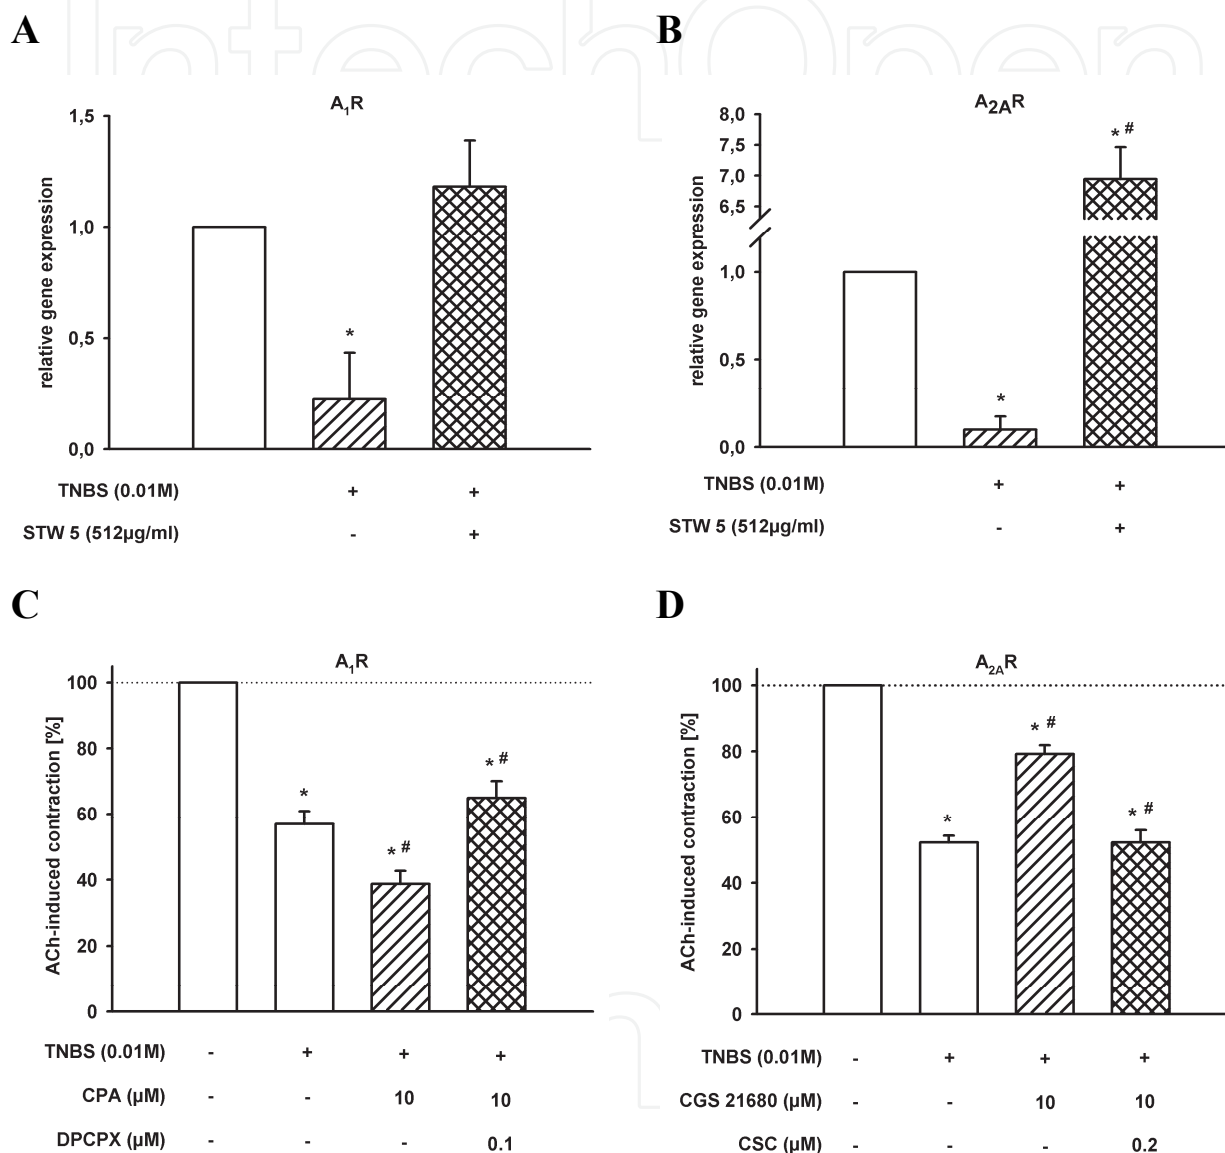 IntechOpen
A
B
A1R
1,5
1,0
0,5
0,0
relative gene expression
*
TNBS (0.01M) + +
STW 5 (512µg/ml) - +
A2AR
8,0
7,5
7,0
6,5
1,0
0,5
0,0
relative gene expression
*
* #
TNBS (0.01M) + +
STW 5 (512µg/ml) - +
C
D
A1R
100
80
60
40
20
0
ACh-induced contraction [%]
*
* #
* #
TNBS (0.01M) - + + +
CPA (µM) - - 10 10
DPCPX (µM) - - - 0.1
A2AR
100
80
60
40
20
0
ACh-induced contraction [%]
*
* #
* #
TNBS (0.01M) - + + +
CGS 21680 (µM) - - 10 10
CSC (µM) - - - 0.2